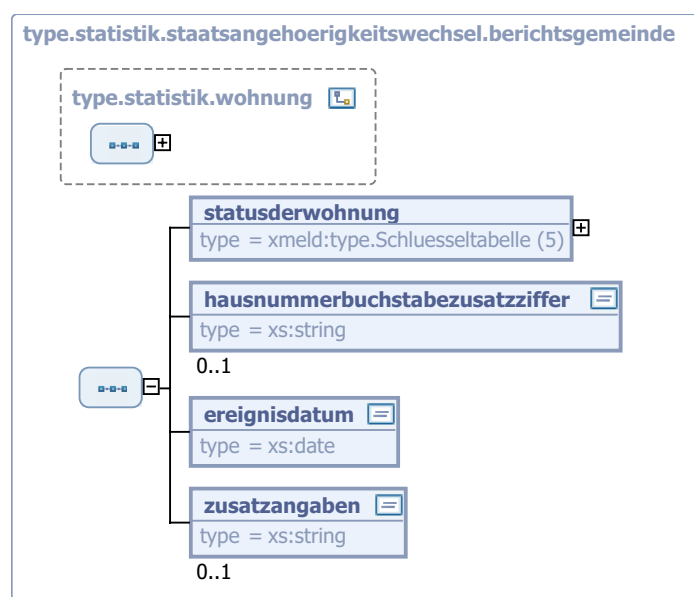 type.statistik.staatsangehoerigkeitswechsel.berichtsgemeinde
type.statistik.wohnung
statusderwohnung
type = xmeld:type.Schluesseltabelle (5)
hausnummerbuchstabezusatzziffer
type = xs:string
0..1
ereignisdatum
type = xs:date
zusatzangaben
type = xs:string
0..1